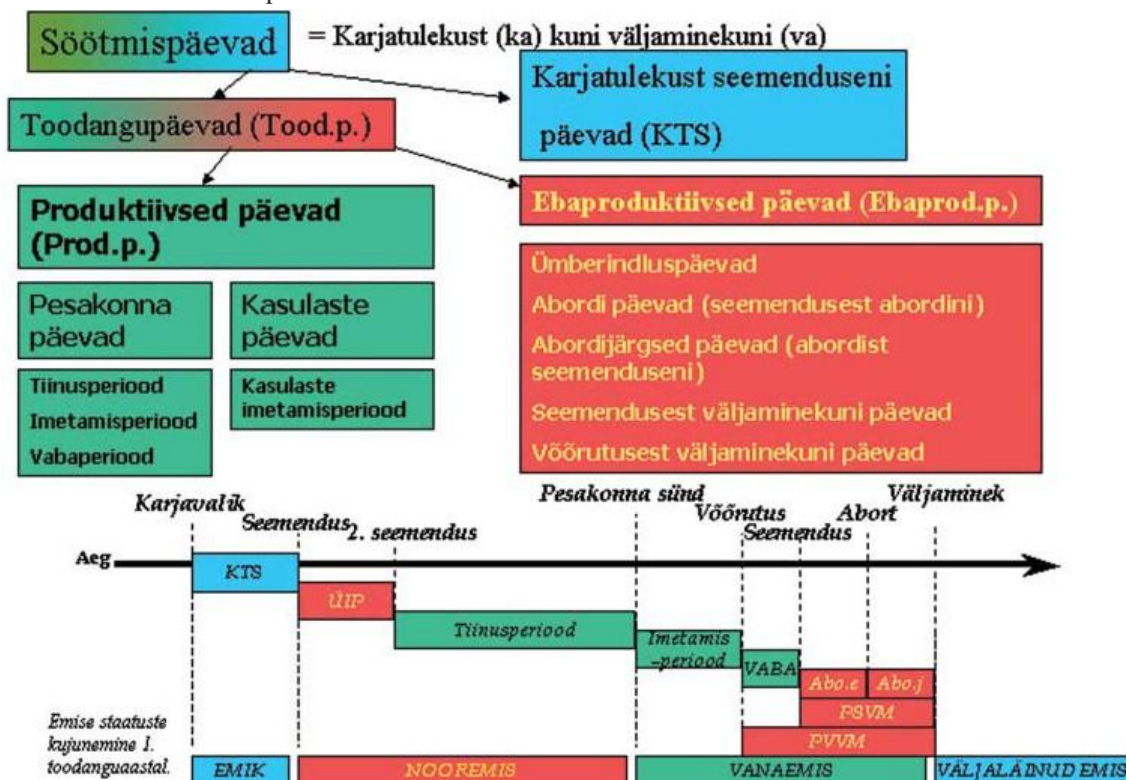 Söötmispäevad
= Karjatulekust (ka) kuni väljaminekuni (va)
Karjatulekust seemenduseni
päevad (KTS)
Toodangupäevad (Tood.p.)
Produktiivsed päevad
(Prod.p.)
Ebaproduktiivsed päevad (Ebaprod.p.)
Pesakonna
päevad
Kasulaste
päevad
Tiinusperiood
Imetamisperiood
Vabaperiood
Kasulaste
imetamisperiood
Ümberindluspäevad
Abordi päevad (seemendusest abordini)
Abordijärgsed päevad (abordist
seemenduseni)
Seemendusest väljaminekuni päevad
Võõrutusest väljaminekuni päevad
Karjavalik
Seemendus
2. seemendus
Pesakonna sünd
Võõrutus
Seemendus
Abort
Väljaminek
Aeg
KTS
ÜIP
Tiinusperiood
Imetamis
-periood
VABA
Abo.e
Abo.j
PSVM
PVVM
Emise staatuste
kujunemine 1.
toodanguaastal.
EMIK
NOOREMIS
VANAEMIS
VÄLJALÄINUD EMIS